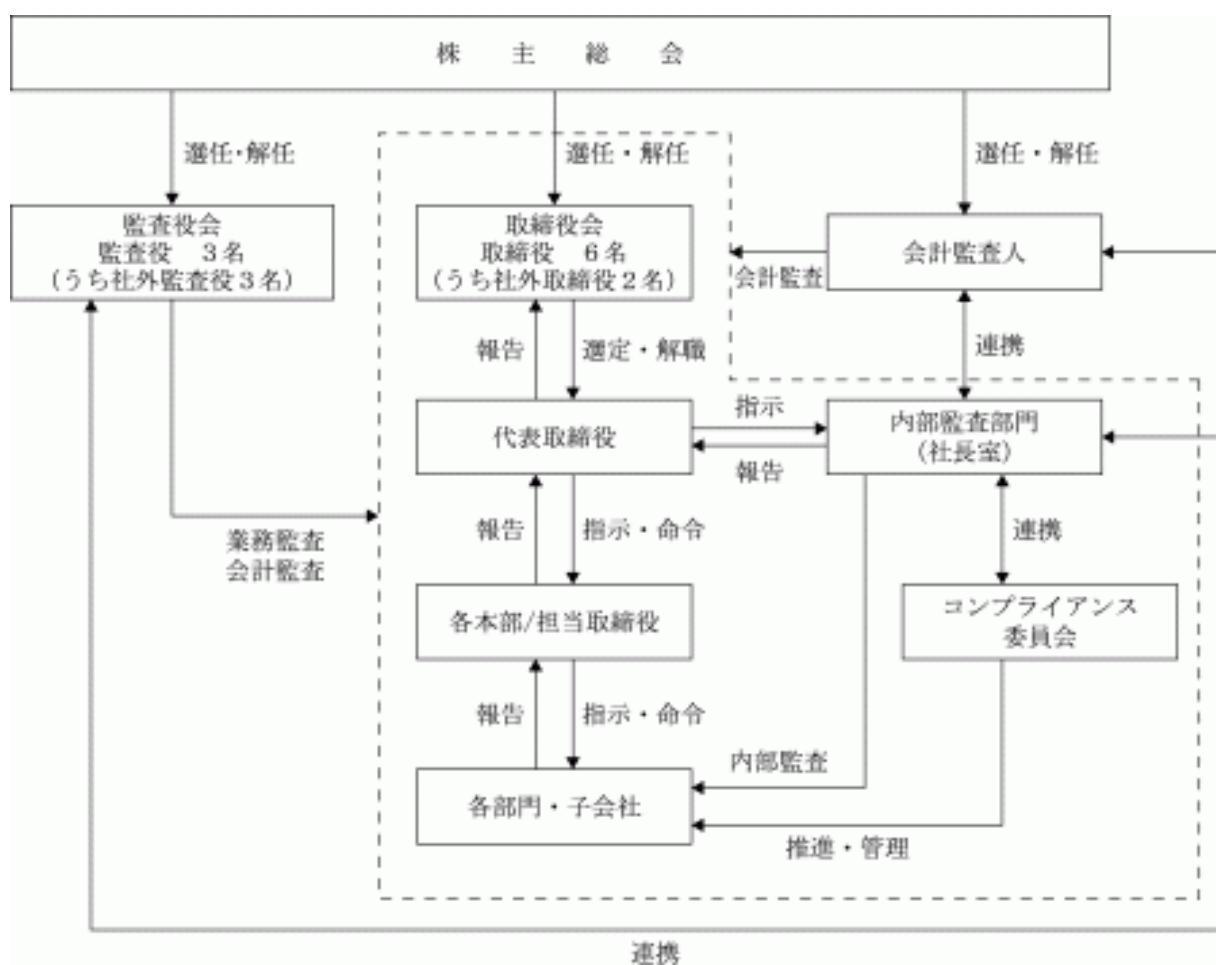 株主総会
選任・解任
選任・解任
選任・解任
監査役会
監査役　３名
（うち社外監査役３名）
取締役会
取締役　６名
（うち社外取締役２名）
会計監査人
会計監査
報告
選定・解職
連携
代表取締役
指示
報告
内部監査部門
（社長室）
業務監査
会計監査
報告
指示・命令
連携
各本部/担当取締役
コンプライアンス
委員会
報告
指示・命令
内部監査
各部門・子会社
推進・管理
連携